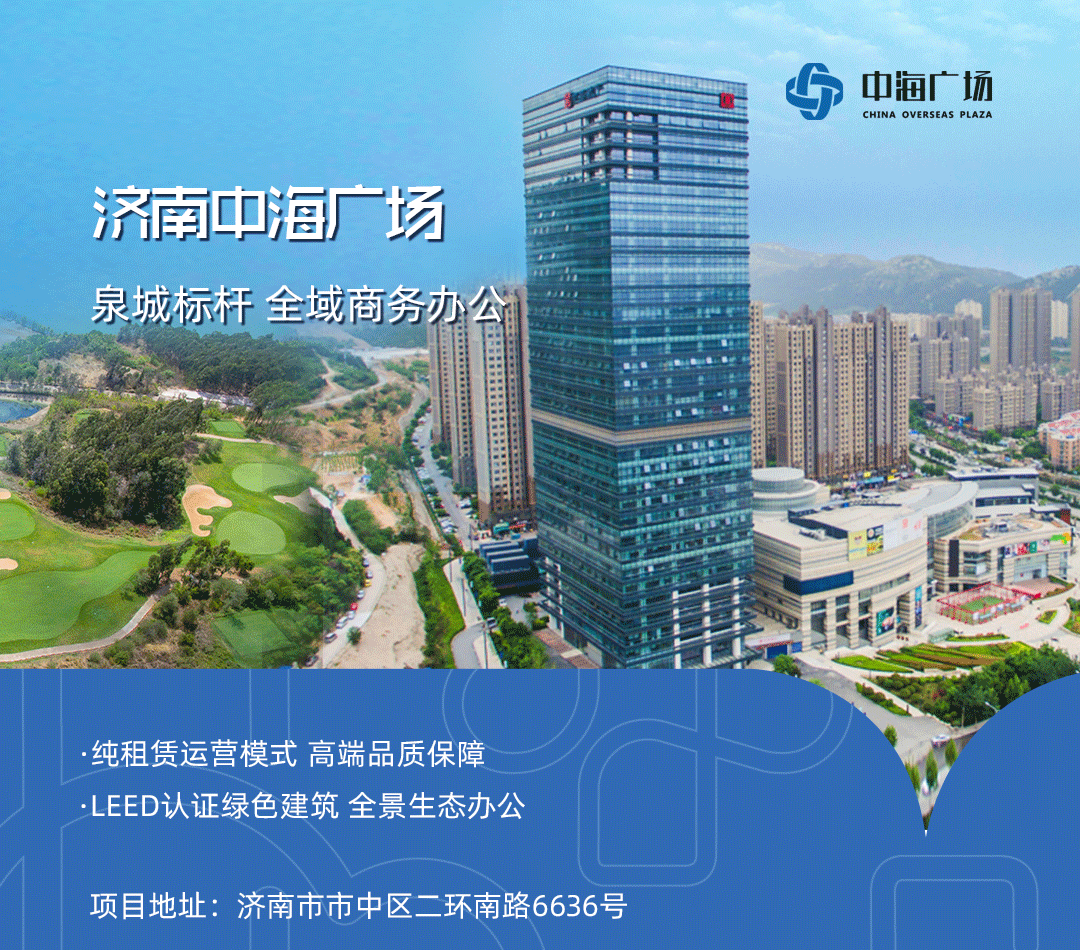 中海广场
CHINA OVERSEAS PLAZA
济南中海广场
泉城标杆 全域商务办公
·纯租赁运营模式 高端品质保障
·LEED认证绿色建筑 全景生态办公
项目地址：济南市市中区二环南路6636号